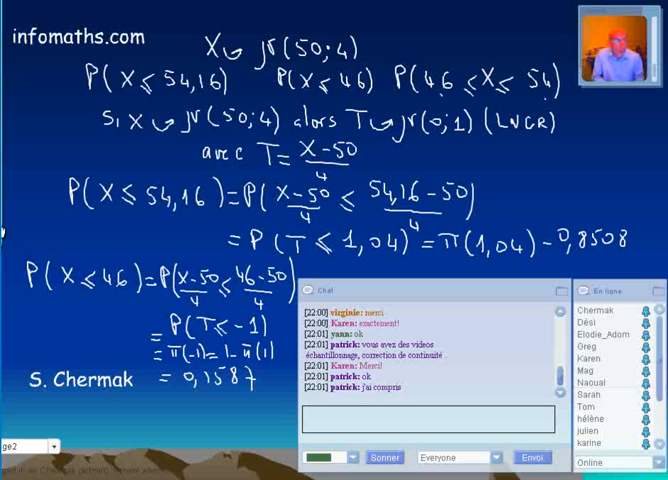 infomaths.com
X ↪ N(50;4)
P(X ≤ 54,16) P(X ≤ 46) P(46 ≤ X ≤ 54)
Si X ↪ N(50;4) alors T ↪ N(0;1) (LNCR)
avec T = X-50/4
P(X ≤ 54,16) = P(X-50/4 ≤ 54,16-50/4)
= P(T ≤ 1,04) = π(1,04) - 0,8508
P(X ≤ 46) = P(X-50/4 ≤ 46-50/4)
= P(T ≤ -1)
= π(-1) = 1 - π(1)
= 0,1587
S. Chermak
ge2
Chat
[22:00] virginie: merci
[22:00] Karen: exactement!
[22:01] yann: ok
[22:01] patrick: vous avez des videos
échantillonnage, correction de continuité
[22:01] Karen: Merci!
[22:01] patrick: ok
[22:01] patrick: j'ai compris
Sonner
Everyone
Envoi
En ligne
Chermak
Dési
Elodie_Adom
Greg
Karen
Mag
Naoual
Sarah
Tom
hélène
julien
karine
Online